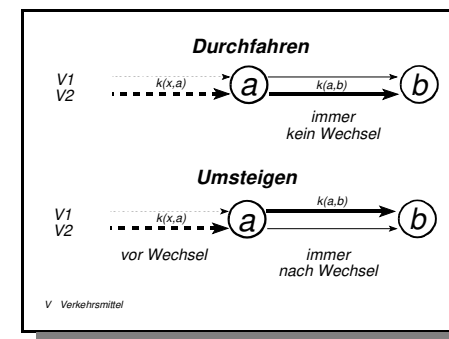 Durchfahren
V1
V2
k(x,a)
a
k(a,b)
b
immer
kein Wechsel
Umsteigen
V1
V2
k(x,a)
a
k(a,b)
b
vor Wechsel
immer
nach Wechsel
V Verkehrsmittel